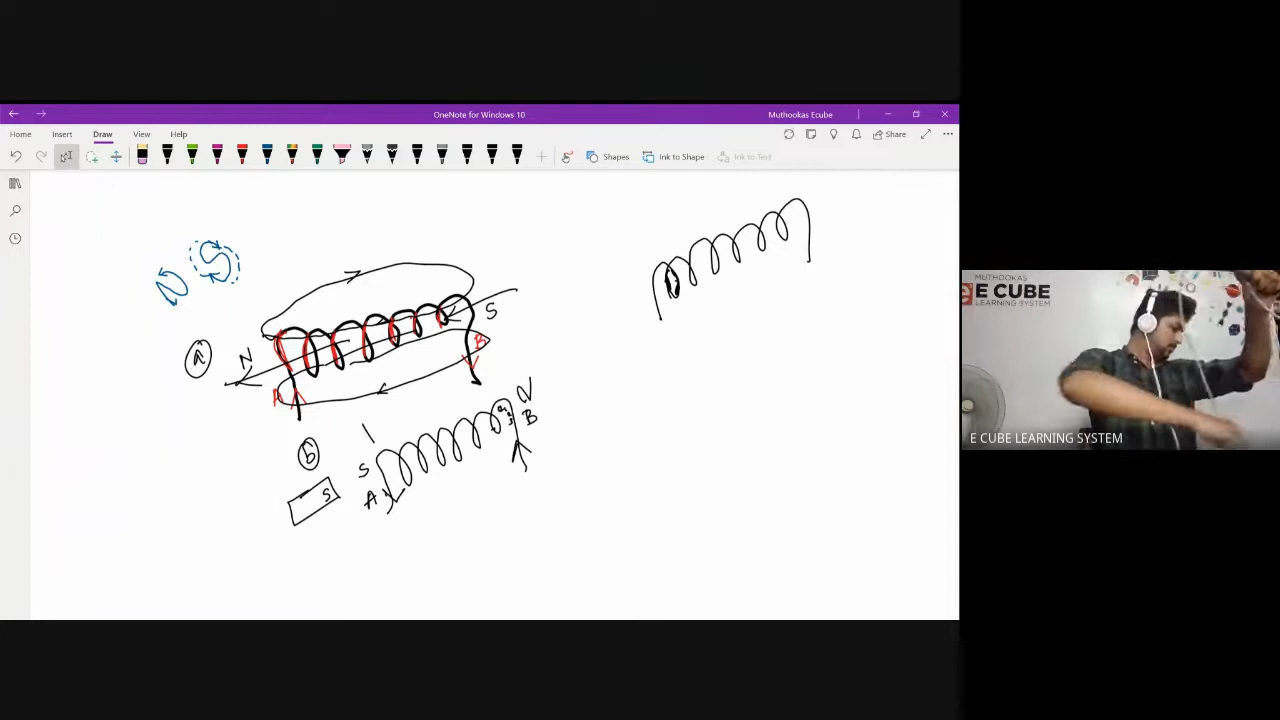 OneNote for Windows 10
Muthookas Ecube
Home Insert Draw View Help
Share
Shapes
Ink to Shape
Ink to Text
N S
a
N
S
A
B
b
S
S
A
N
B
MUTHOOKAS
E CUBE
LEARNING SYSTEM
E CUBE LEARNING SYSTEM